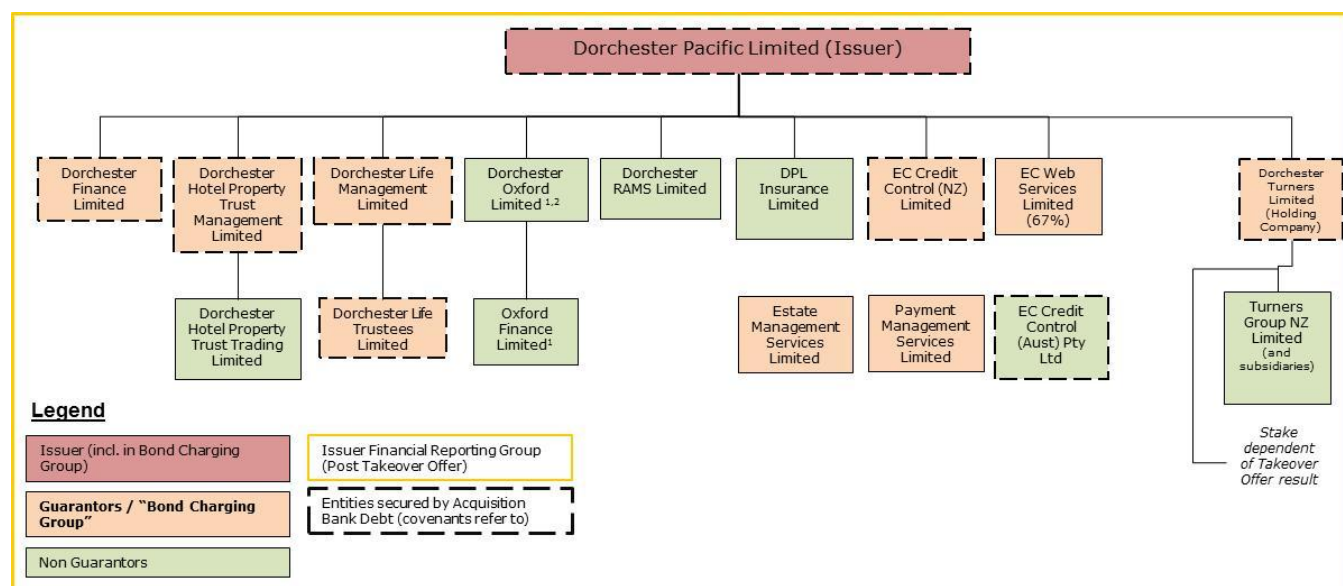 Dorchester Pacific Limited (Issuer)
Dorchester
Finance
Limited
Dorchester
Hotel Property
Trust
Management
Limited
Dorchester Life
Management
Limited
Dorchester
Oxford
Limited 1,2
Dorchester
RAMS Limited
DPL
Insurance
Limited
EC Credit
Control (NZ)
Limited
EC Web
Services
Limited
(67%)
Dorchester
Turners
Limited
(Holding
Company)
Dorchester
Hotel Property
Trust Trading
Limited
Dorchester Life
Trustees
Limited
Oxford
Finance
Limited1
Estate
Management
Services
Limited
Payment
Management
Services
Limited
EC Credit
Control
(Aust) Pty
Ltd
Turners
Group NZ
Limited
(and
subsidiaries)
Stake
dependent
of Takeover
Offer result
Legend
Issuer (incl. in Bond Charging
Group)
Issuer Financial Reporting Group
(Post Takeover Offer)
Guarantors / "Bond Charging
Group"
Entities secured by Acquisition
Bank Debt (covenants refer to)
Non Guarantors